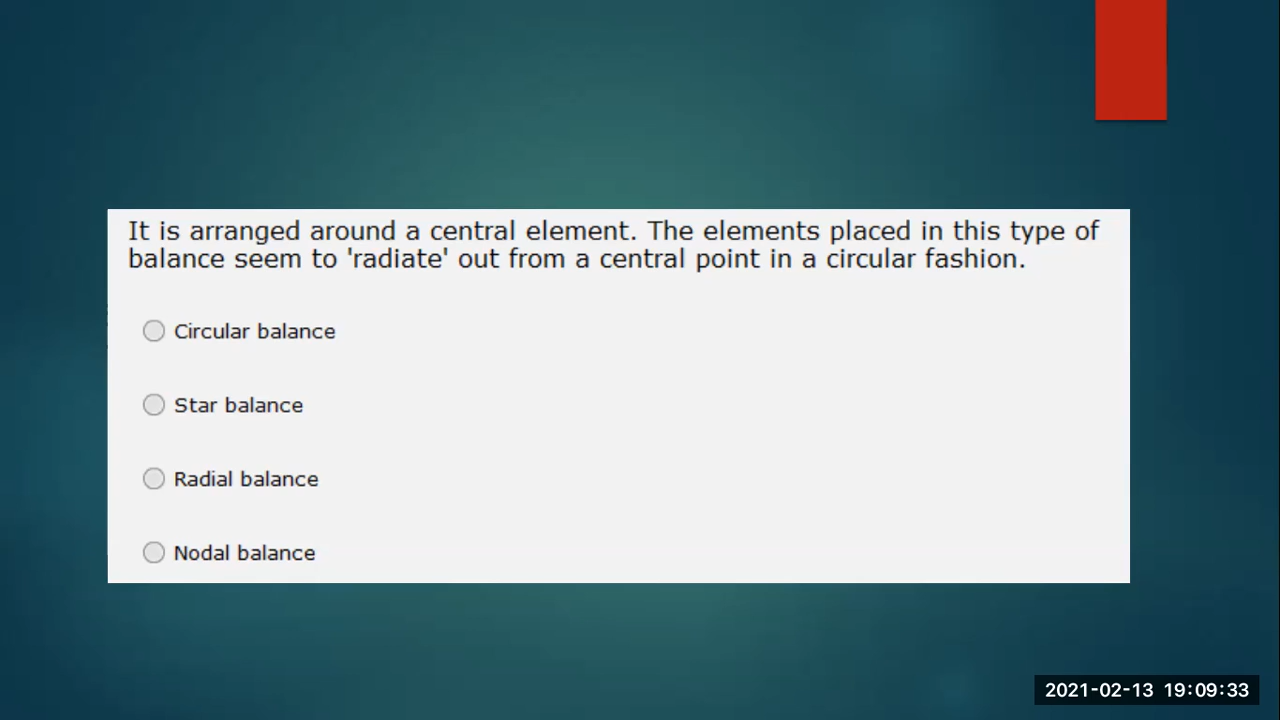 It is arranged around a central element. The elements placed in this type of
balance seem to 'radiate' out from a central point in a circular fashion.
Circular balance
Star balance
Radial balance
Nodal balance
2021-02-13 19:09:33